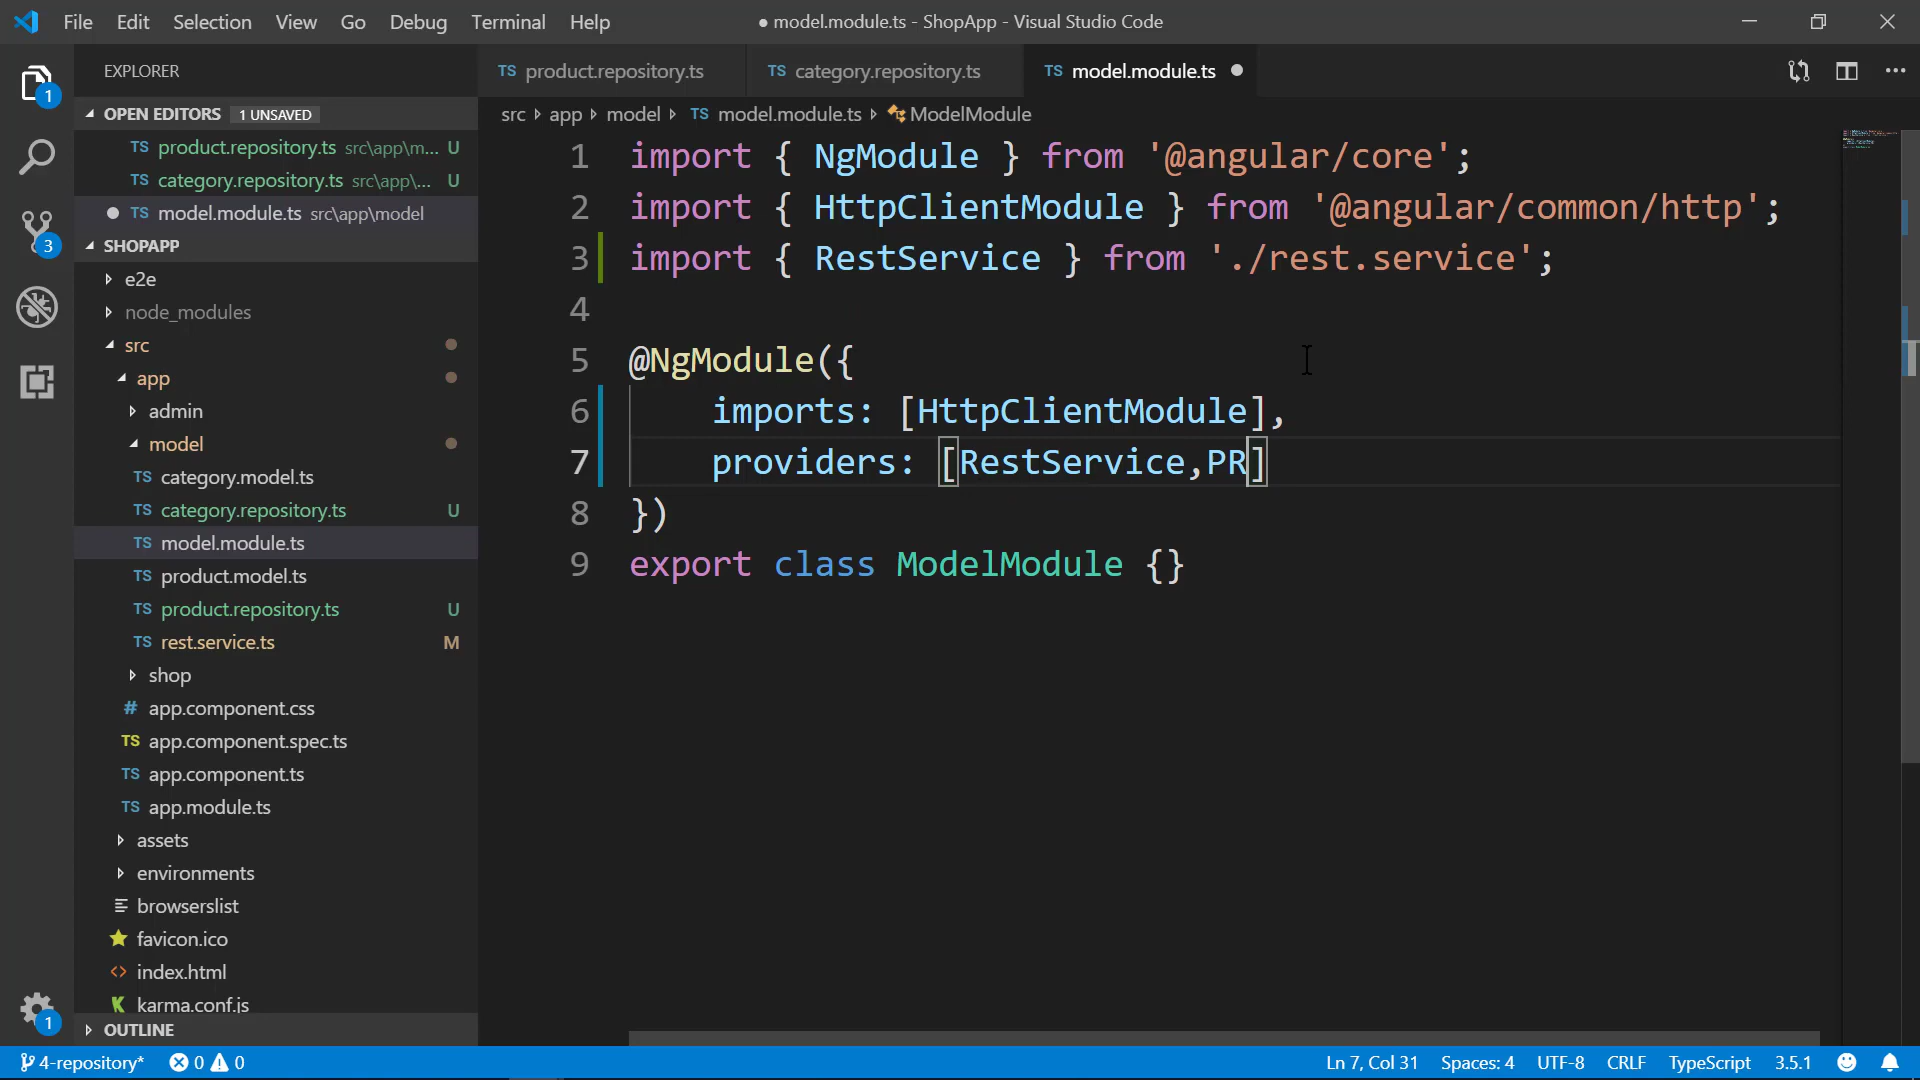 File Edit Selection View Go Debug Terminal Help
● model.module.ts - ShopApp - Visual Studio Code
EXPLORER
TS product.repository.ts
TS category.repository.ts
TS model.module.ts
OPEN EDITORS 1 UNSAVED
TS product.repository.ts src\app\m... U
TS category.repository.ts src\app\... U
TS model.module.ts src\app\model
SHOPAPP
e2e
node_modules
src
app
admin
model
TS category.model.ts
TS category.repository.ts U
TS model.module.ts
TS product.model.ts
TS product.repository.ts U
TS rest.service.ts M
shop
# app.component.css
TS app.component.spec.ts
TS app.component.ts
TS app.module.ts
assets
environments
browserslist
favicon.ico
<> index.html
K karma.conf.js
OUTLINE
1
3
1
src app model TS model.module.ts ModelModule
1 import { NgModule } from '@angular/core';
2 import { HttpClientModule } from '@angular/common/http';
3 import { RestService } from './rest.service';
4
5 @NgModule({
6 imports: [HttpClientModule],
7 providers: [RestService,PR]
8 })
9 export class ModelModule {}
4-repository* 0 0
Ln 7, Col 31 Spaces: 4 UTF-8 CRLF TypeScript 3.5.1